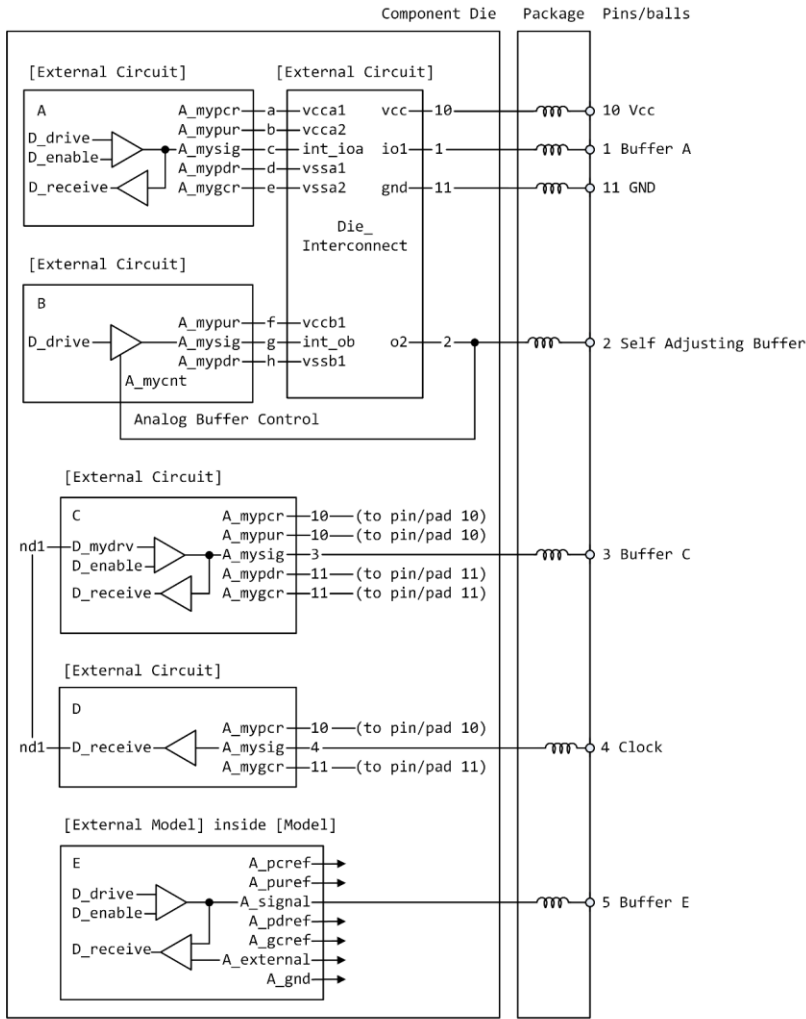 Component Die Package Pins/balls
[External Circuit] [External Circuit]
A A_mypcr a vcca1 vcc 10 10 Vcc
A_mypur b vcca2
D_drive
A_mysig c int_ioa io1 1 1 Buffer A
D_enable
A_mypdr d vssa1
D_receive A_mygcr e vssa2 gnd 11 11 GND
Die_
Interconnect
[External Circuit]
B
A_mypur f vccb1
D_drive A_mysig g int_ob o2 2 2 Self Adjusting Buffer
A_mypdr h vssb1
A_mycnt
Analog Buffer Control
[External Circuit]
C A_mypcr 10 (to pin/pad 10)
A_mypur 10 (to pin/pad 10)
nd1 D_mydrv
A_mysig 3 3 Buffer C
D_enable
A_mypdr 11 (to pin/pad 11)
D_receive A_mygcr 11 (to pin/pad 11)
[External Circuit]
D
A_mypcr 10 (to pin/pad 10)
nd1 D_receive A_mysig 4 4 Clock
A_mygcr 11 (to pin/pad 11)
[External Model] inside [Model]
E A_pcref
A_puref
D_drive
A_signal 5 Buffer E
D_enable
A_pdref
A_gcref
D_receive
A_external
A_gnd